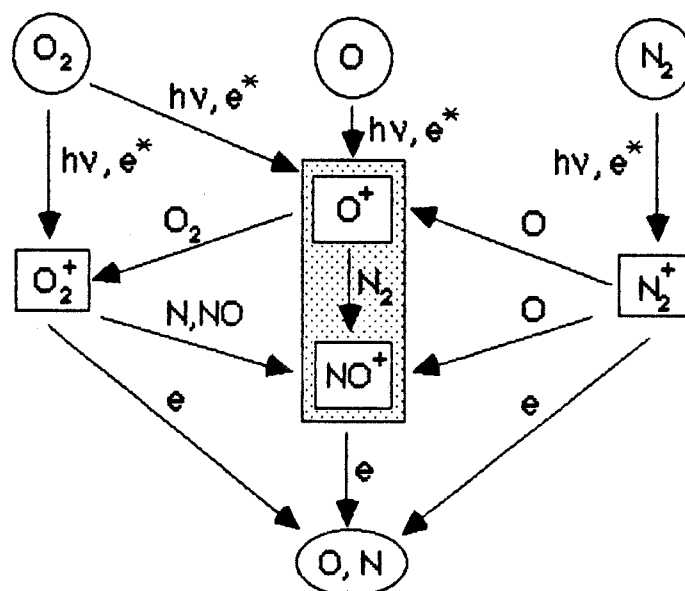 O₂ O N₂
hν, e* hν, e*
hν, e* hν, e*
O⁺
O₂ O
O₂⁺ N₂ N₂⁺
N,NO O
NO⁺
e e
e
O, N